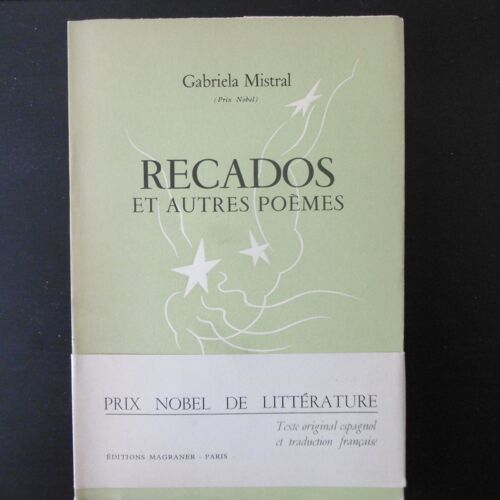 Gabriela Mistral
(Prix Nobel)
RECADOS
ET AUTRES POÈMES
PRIX NOBEL DE LITTÉRATURE
Texte original espagnol
et traduction française
ÉDITIONS MAGRANER - PARIS